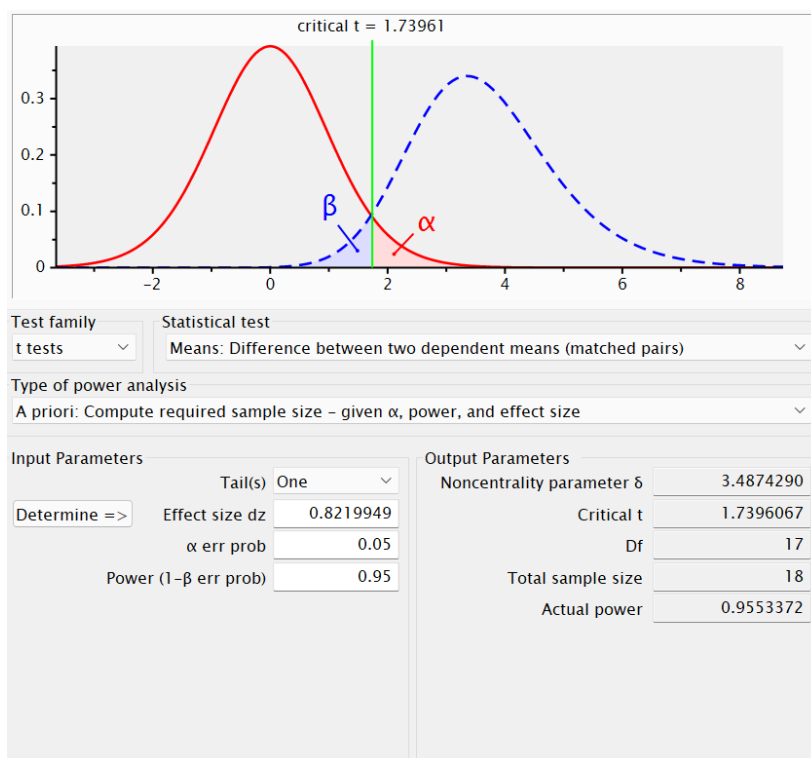 critical t = 1.73961
0.3
0.2
0.1
0
β
α
−2 0 2 4 6 8
Test family Statistical test
t tests Means: Difference between two dependent means (matched pairs)
Type of power analysis
A priori: Compute required sample size – given α, power, and effect size
Input Parameters Output Parameters
Tail(s) One Noncentrality parameter δ 3.4874290
Determine => Effect size dz 0.8219949 Critical t 1.7396067
α err prob 0.05 Df 17
Power (1-β err prob) 0.95 Total sample size 18
Actual power 0.9553372